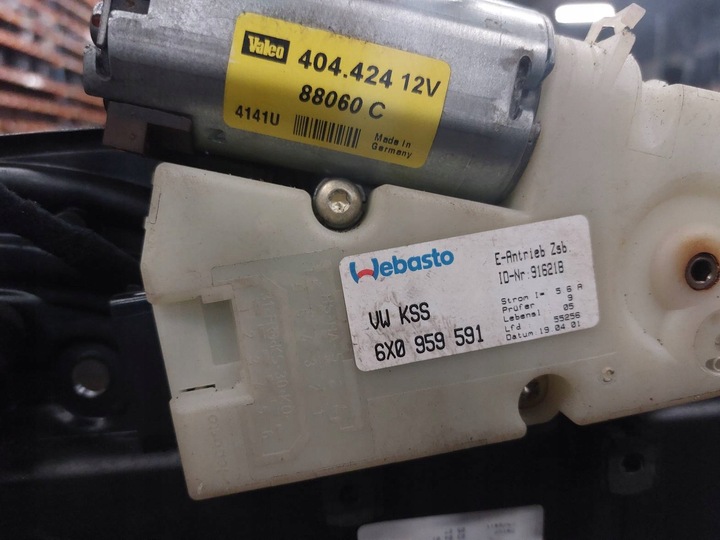 Valeo
404.424 12V
88060 C
4141U
Made in
Germany
Webasto
E-Antrieb Zsb.
ID-Nr.916218
VW KSS
6X0 959 591
Strom I= 5 6 A
Prüfer 9
Lebensl 05
Lfd 55256
Datum 19 04 01